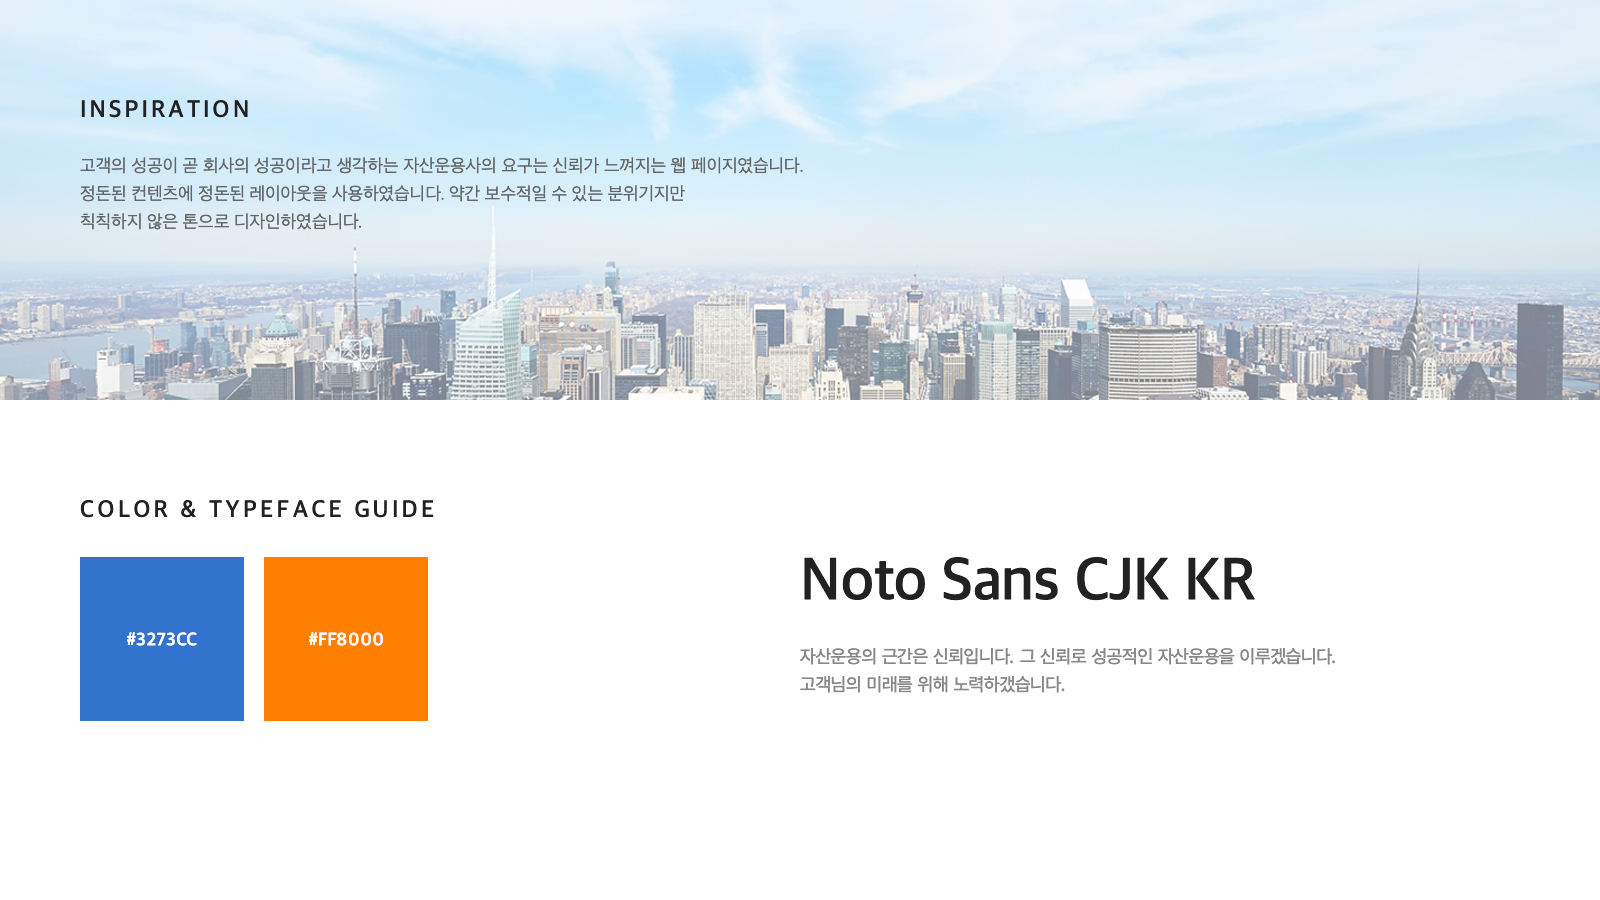 INSPIRATION
고객의 성공이 곧 회사의 성공이라고 생각하는 자산운용사의 요구는 신뢰가 느껴지는 웹 페이지였습니다.
정돈된 컨텐츠에 정돈된 레이아웃을 사용하였습니다. 약간 보수적일 수 있는 분위기지만
칙칙하지 않은 톤으로 디자인하였습니다.
COLOR & TYPEFACE GUIDE
#3273CC
#FF8000
Noto Sans CJK KR
자산운용의 근간은 신뢰입니다. 그 신뢰로 성공적인 자산운용을 이루겠습니다.
고객님의 미래를 위해 노력하겠습니다.